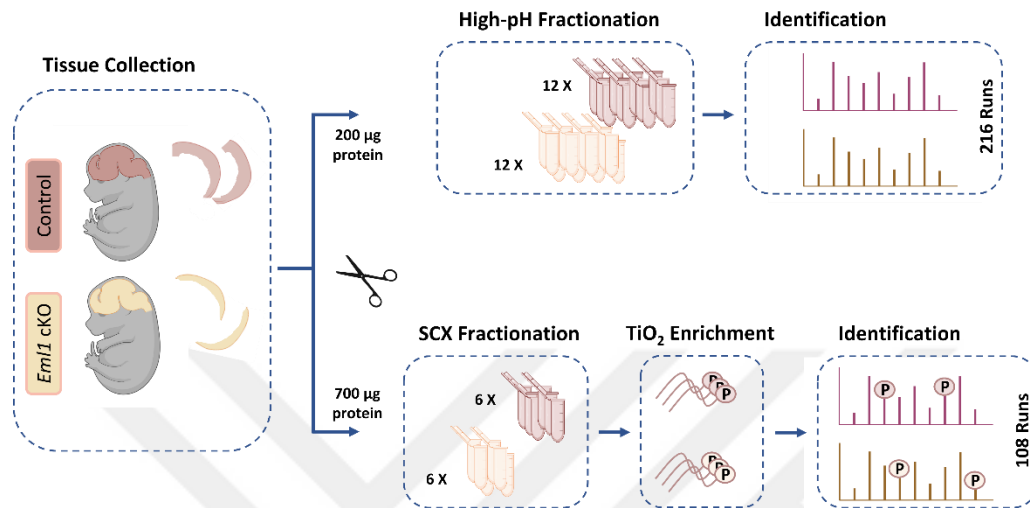 Tissue Collection
Control
Eml1 cKO
200 µg
protein
700 µg
protein
High-pH Fractionation
12 X
12 X
Identification
216 Runs
SCX Fractionation
6 X
6 X
TiO₂ Enrichment
P
P
P
P
P
P
Identification
P
P
P
P
108 Runs